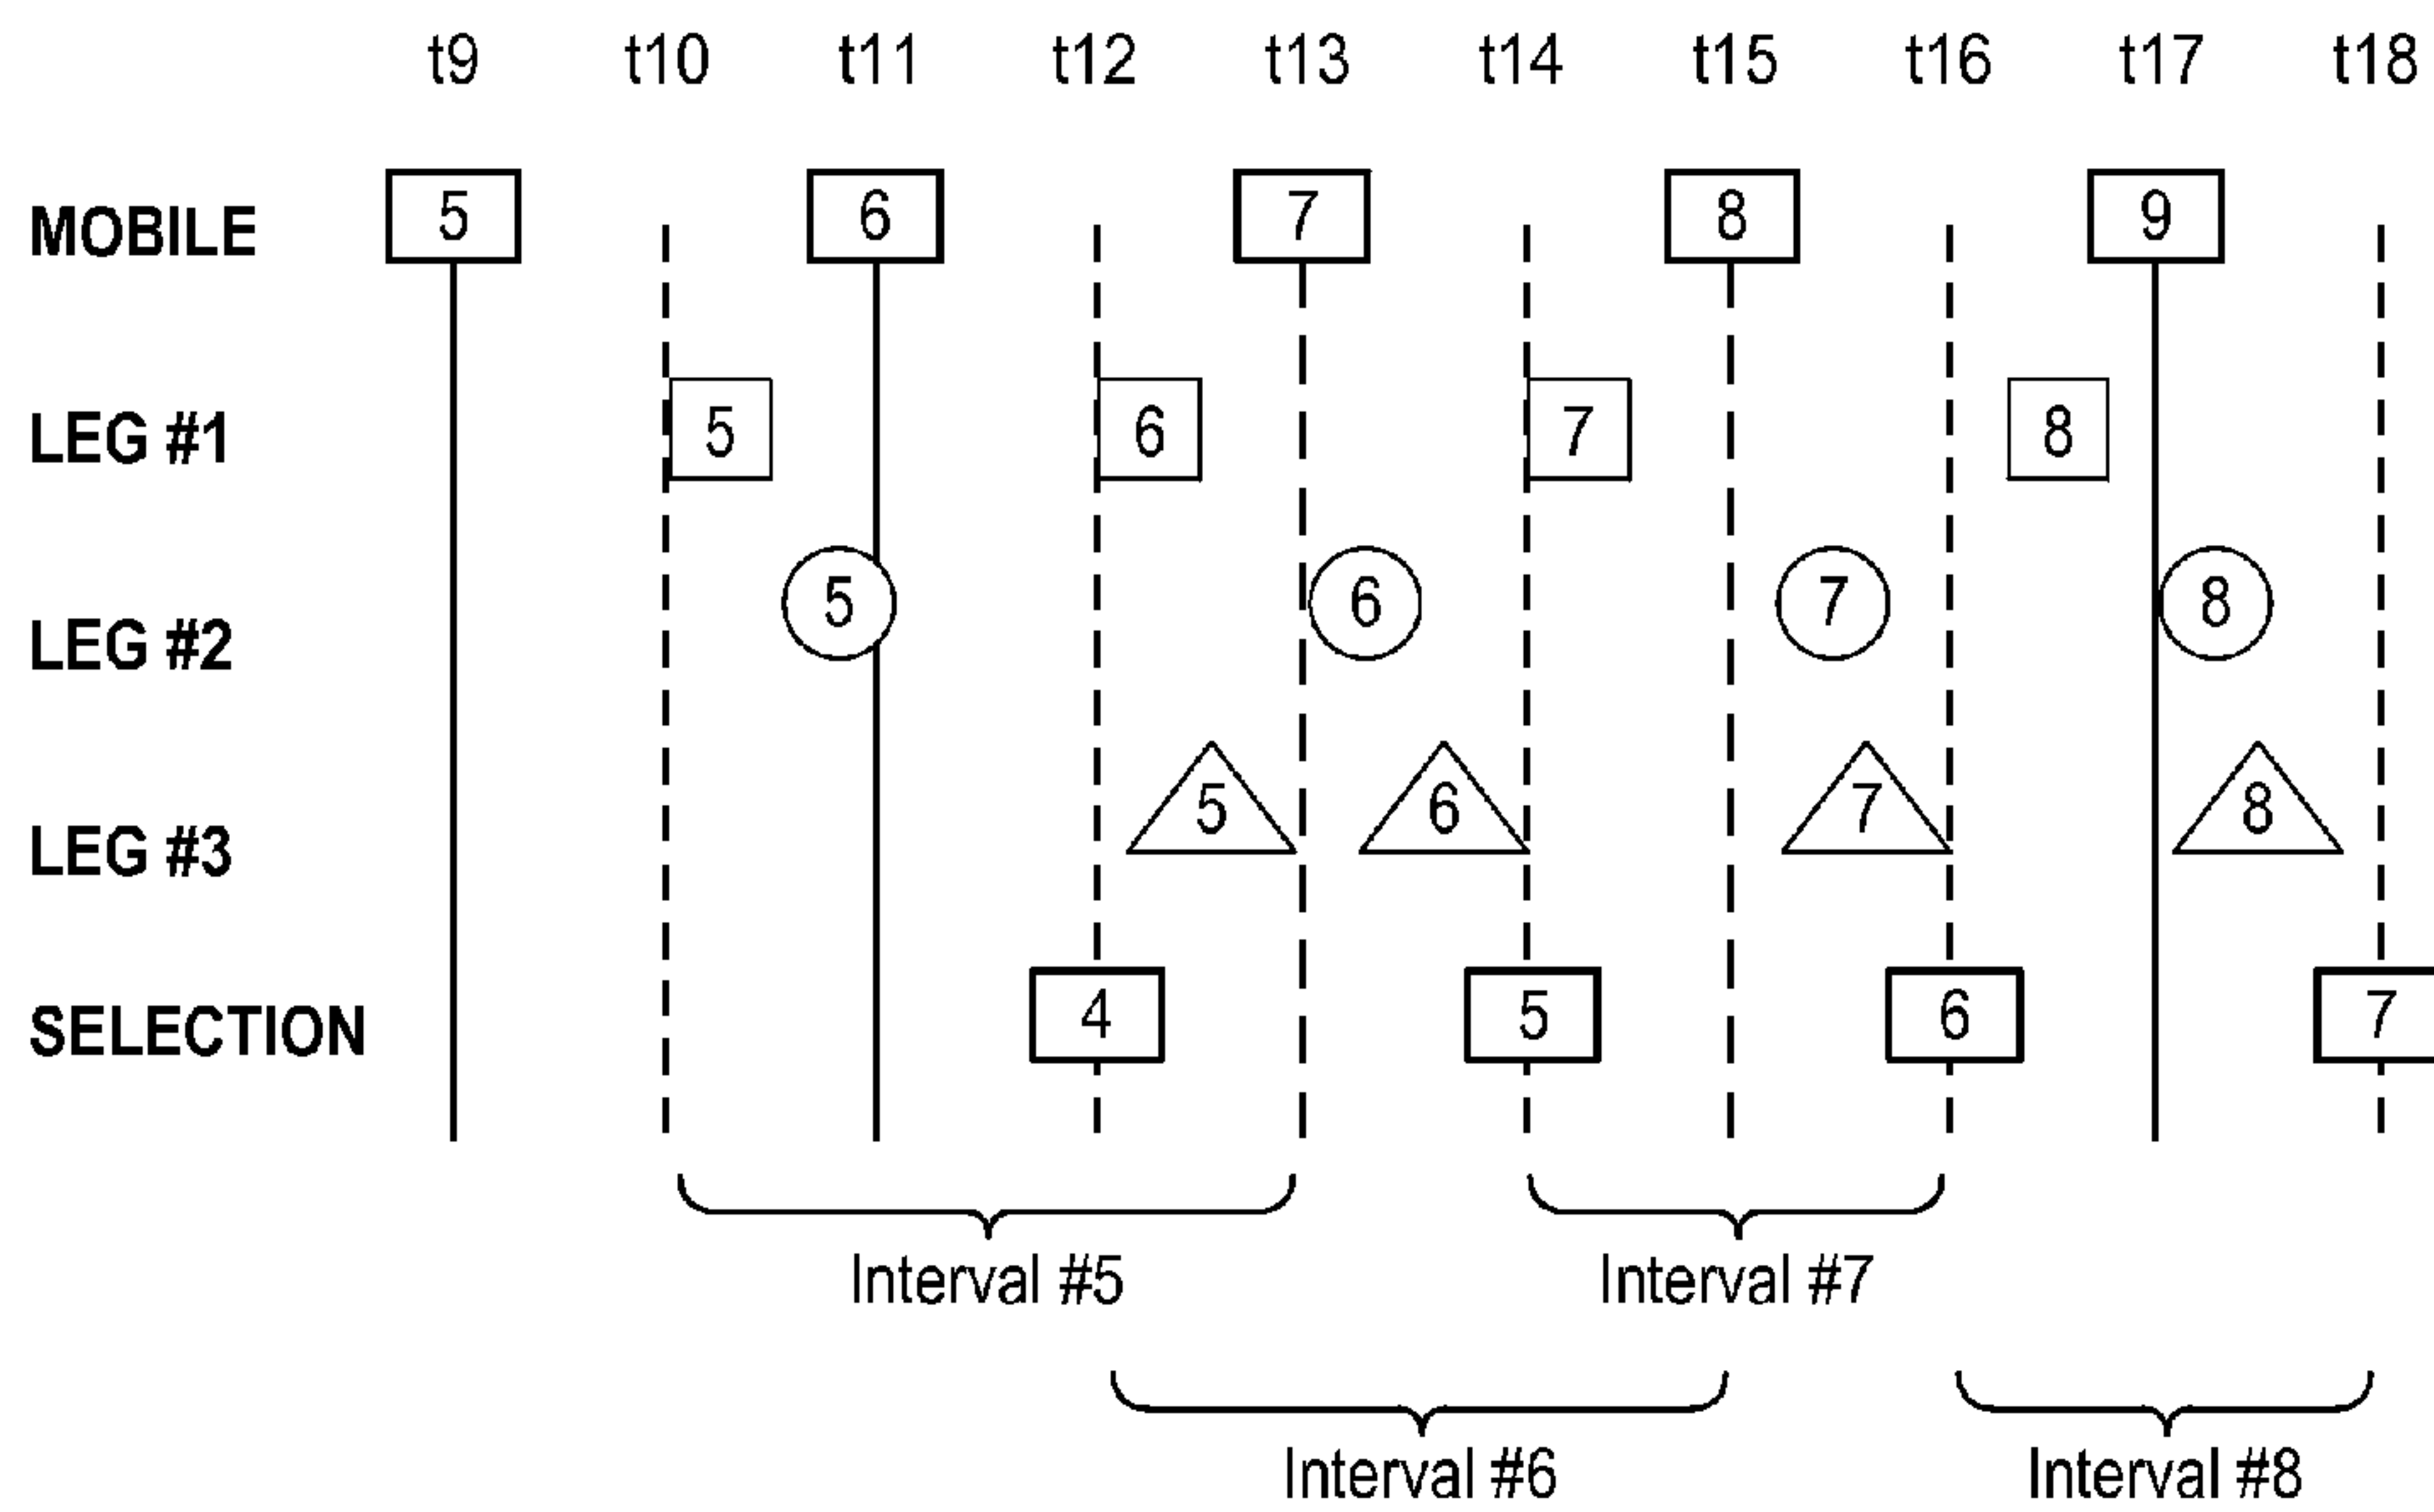 t9 t10 t11 t12 t13 t14 t15 t16 t17 t18
MOBILE 5 6 7 8 9
LEG #1 5 6 7 8
LEG #2 5 6 7 8
LEG #3 5 6 7 8
SELECTION 4 5 6 7
Interval #5 Interval #7
Interval #6 Interval #8